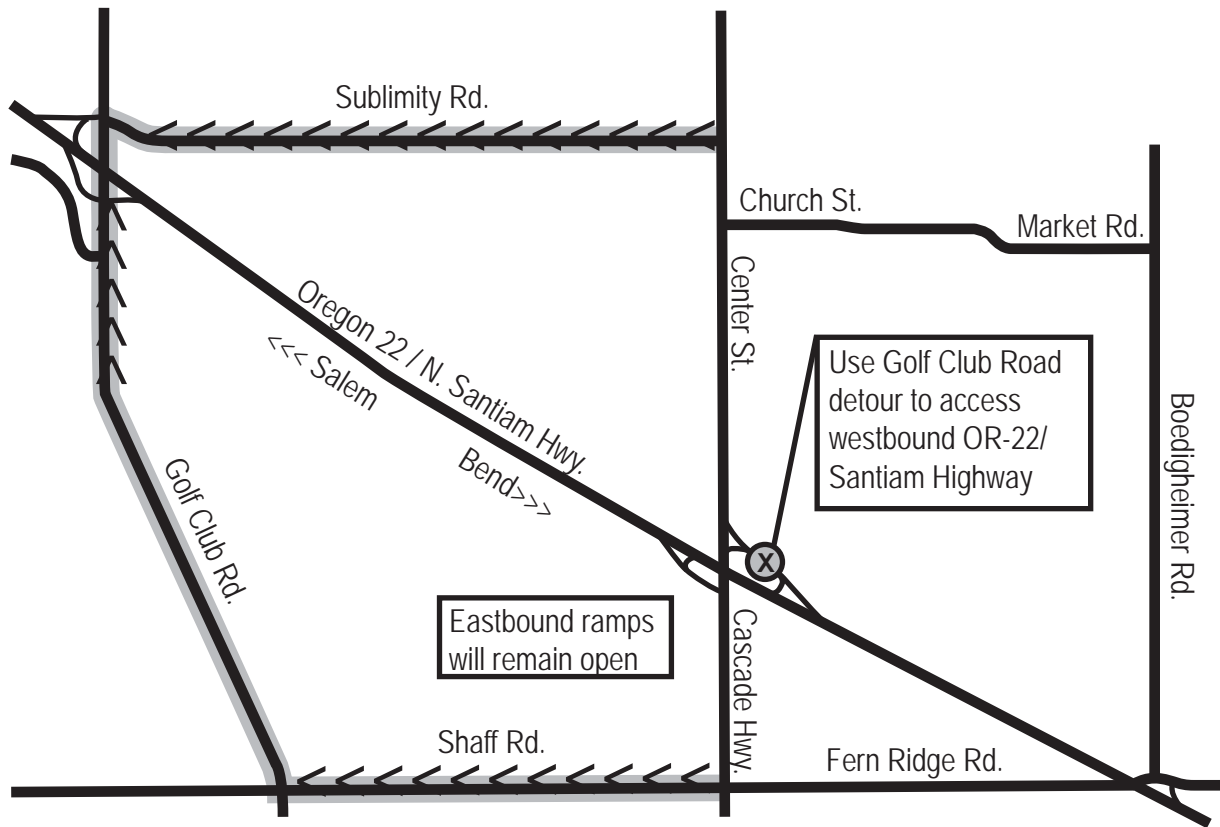 Sublimity Rd.
Church St.
Market Rd.
Center St.
Oregon 22 / N. Santiam Hwy.
<<< Salem
Bend>>>
Use Golf Club Road
detour to access
westbound OR-22/
Santiam Highway
Boedigheimer Rd.
Golf Club Rd.
X
Eastbound ramps
will remain open
Cascade Hwy.
Shaff Rd.
Fern Ridge Rd.